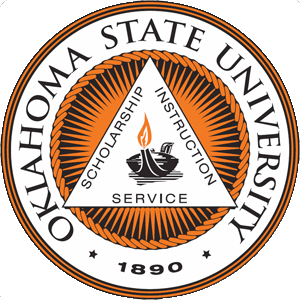 OKLAHOMA STATE UNIVERSITY
SCHOLARSHIP
INSTRUCTION
SERVICE
1890